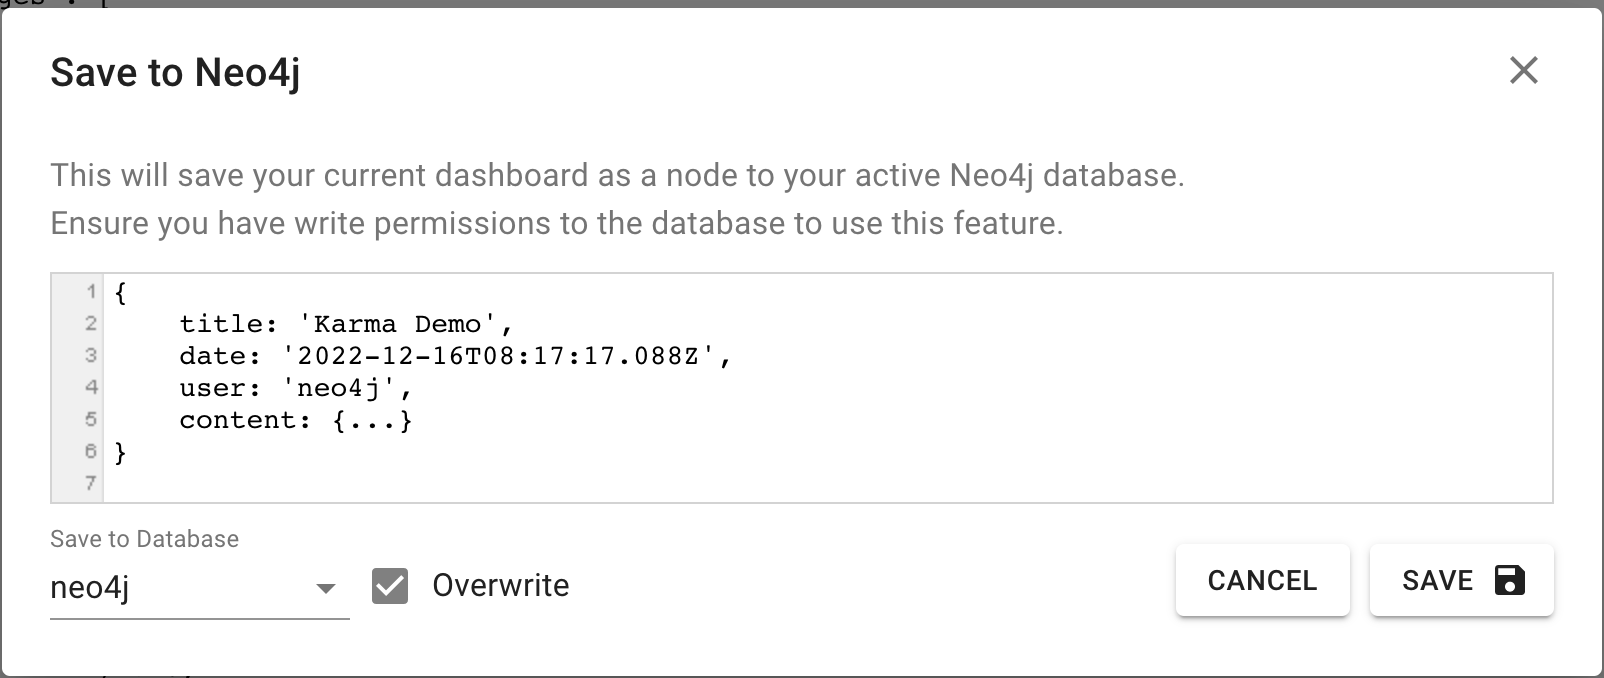 Save to Neo4j
This will save your current dashboard as a node to your active Neo4j database.
Ensure you have write permissions to the database to use this feature.
1 {
2     title: 'Karma Demo',
3     date: '2022-12-16T08:17:17.088Z',
4     user: 'neo4j',
5     content: {...}
6 }
7
Save to Database
neo4j
Overwrite
CANCEL
SAVE